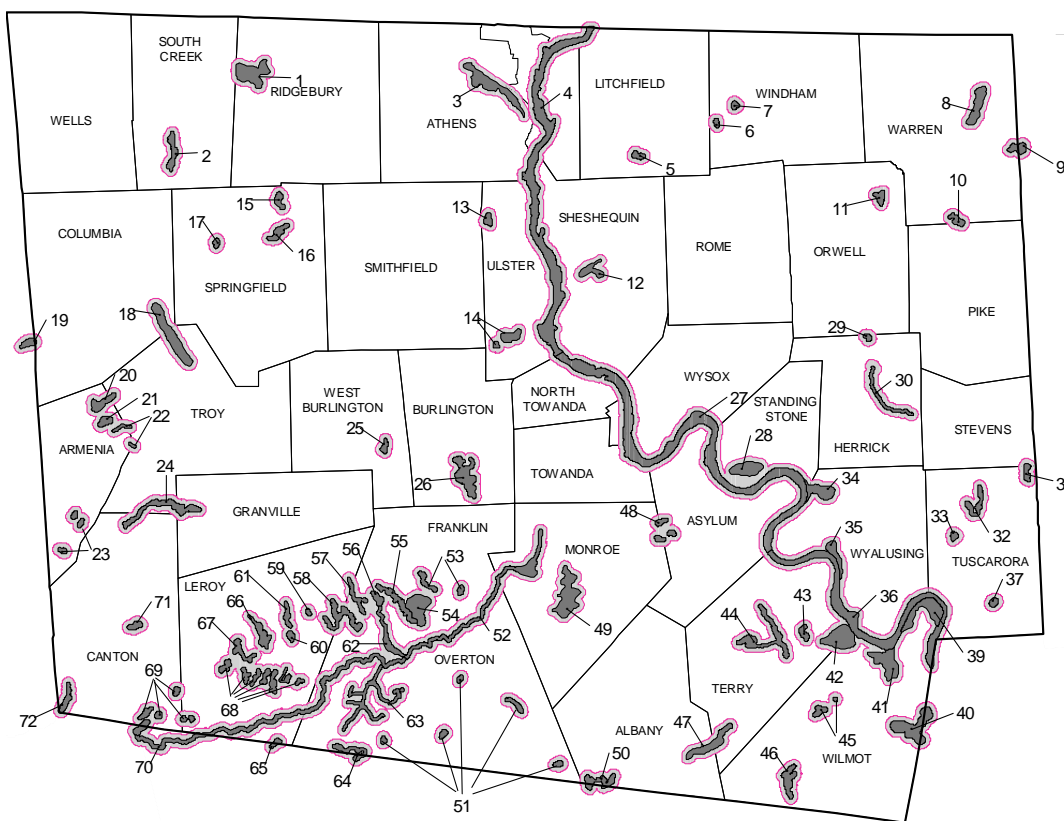 SOUTH
CREEK
1
RIDGEBURY
3
4
LITCHFIELD
WINDHAM
7
6
8
WELLS
ATHENS
WARREN
2
5
9
15
13
10
11
17
16
SHESHEQUIN
COLUMBIA
ROME
ORWELL
SMITHFIELD
ULSTER
12
SPRINGFIELD
18
19
14
29
PIKE
20
21
22
TROY
WEST
BURLINGTON
BURLINGTON
NORTH
TOWANDA
WYSOX
27
STANDING
STONE
30
25
ARMENIA
28
HERRICK
STEVENS
24
26
TOWANDA
34
3
GRANVILLE
48
ASYLUM
32
FRANKLIN
33
23
MONROE
35
WYALUSING
TUSCARORA
56
55
53
57
LEROY
58
59
61
37
66
54
49
36
71
60
52
44
43
67
62
39
OVERTON
42
CANTON
69
68
TERRY
41
72
63
40
ALBANY
47
45
70
65
64
50
46
WILMOT
51